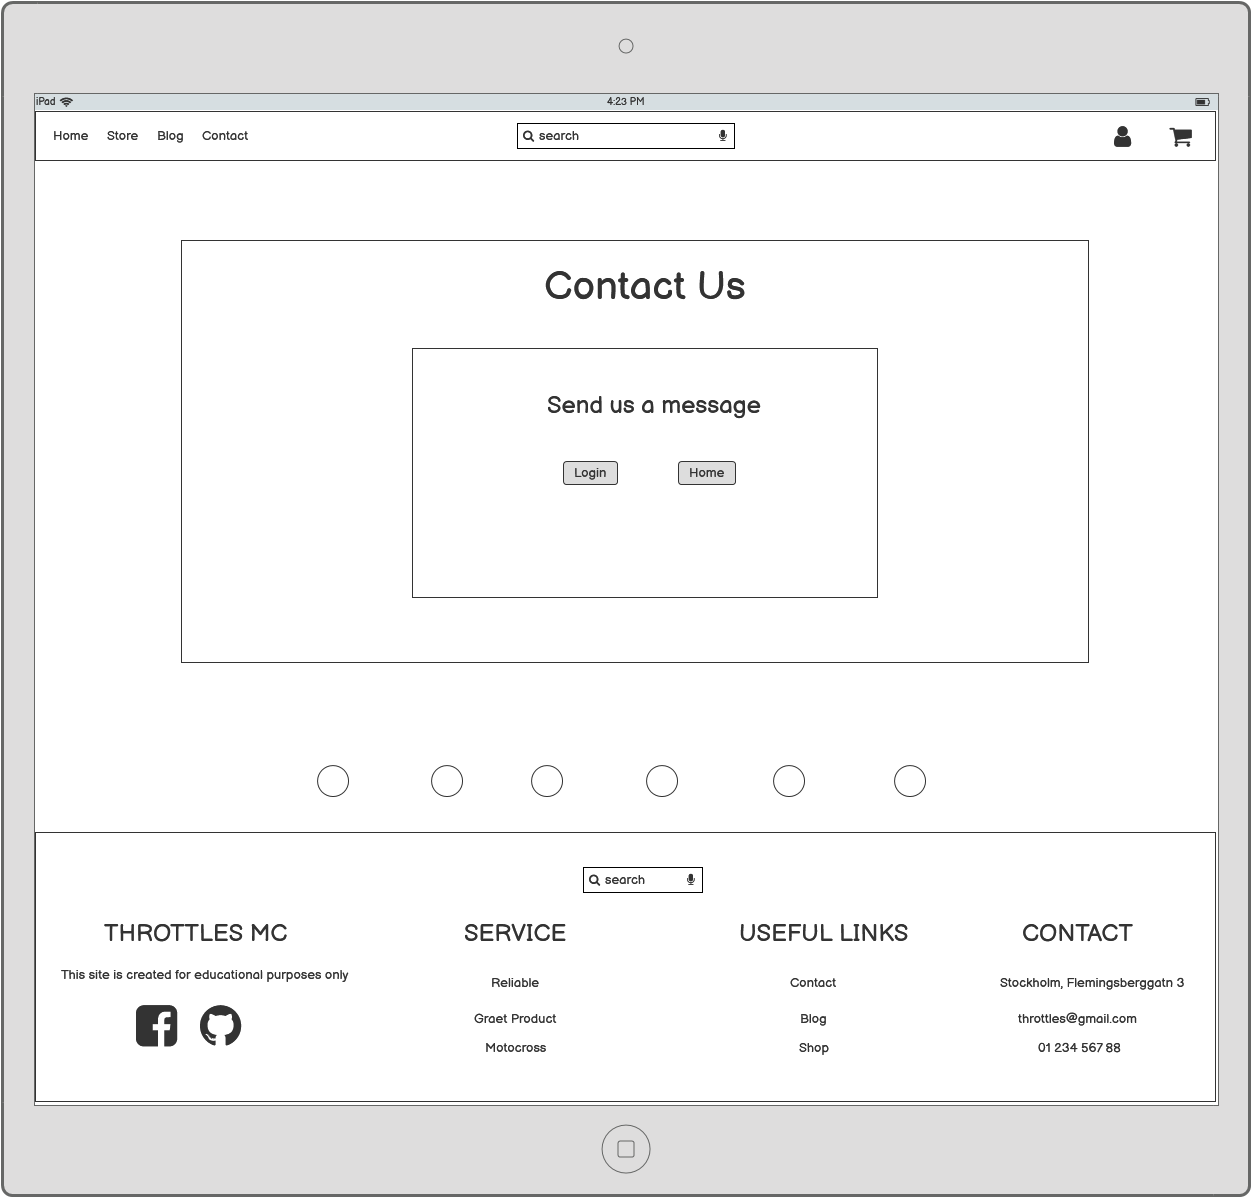 iPad
4:23 PM
Home Store Blog Contact
search
Contact Us
Send us a message
Login Home
search
THROTTLES MC SERVICE USEFUL LINKS CONTACT
This site is created for educational purposes only
Reliable Contact Stockholm, Flemingsberggatn 3
Graet Product Blog throttles@gmail.com
Motocross Shop 01 234 567 88